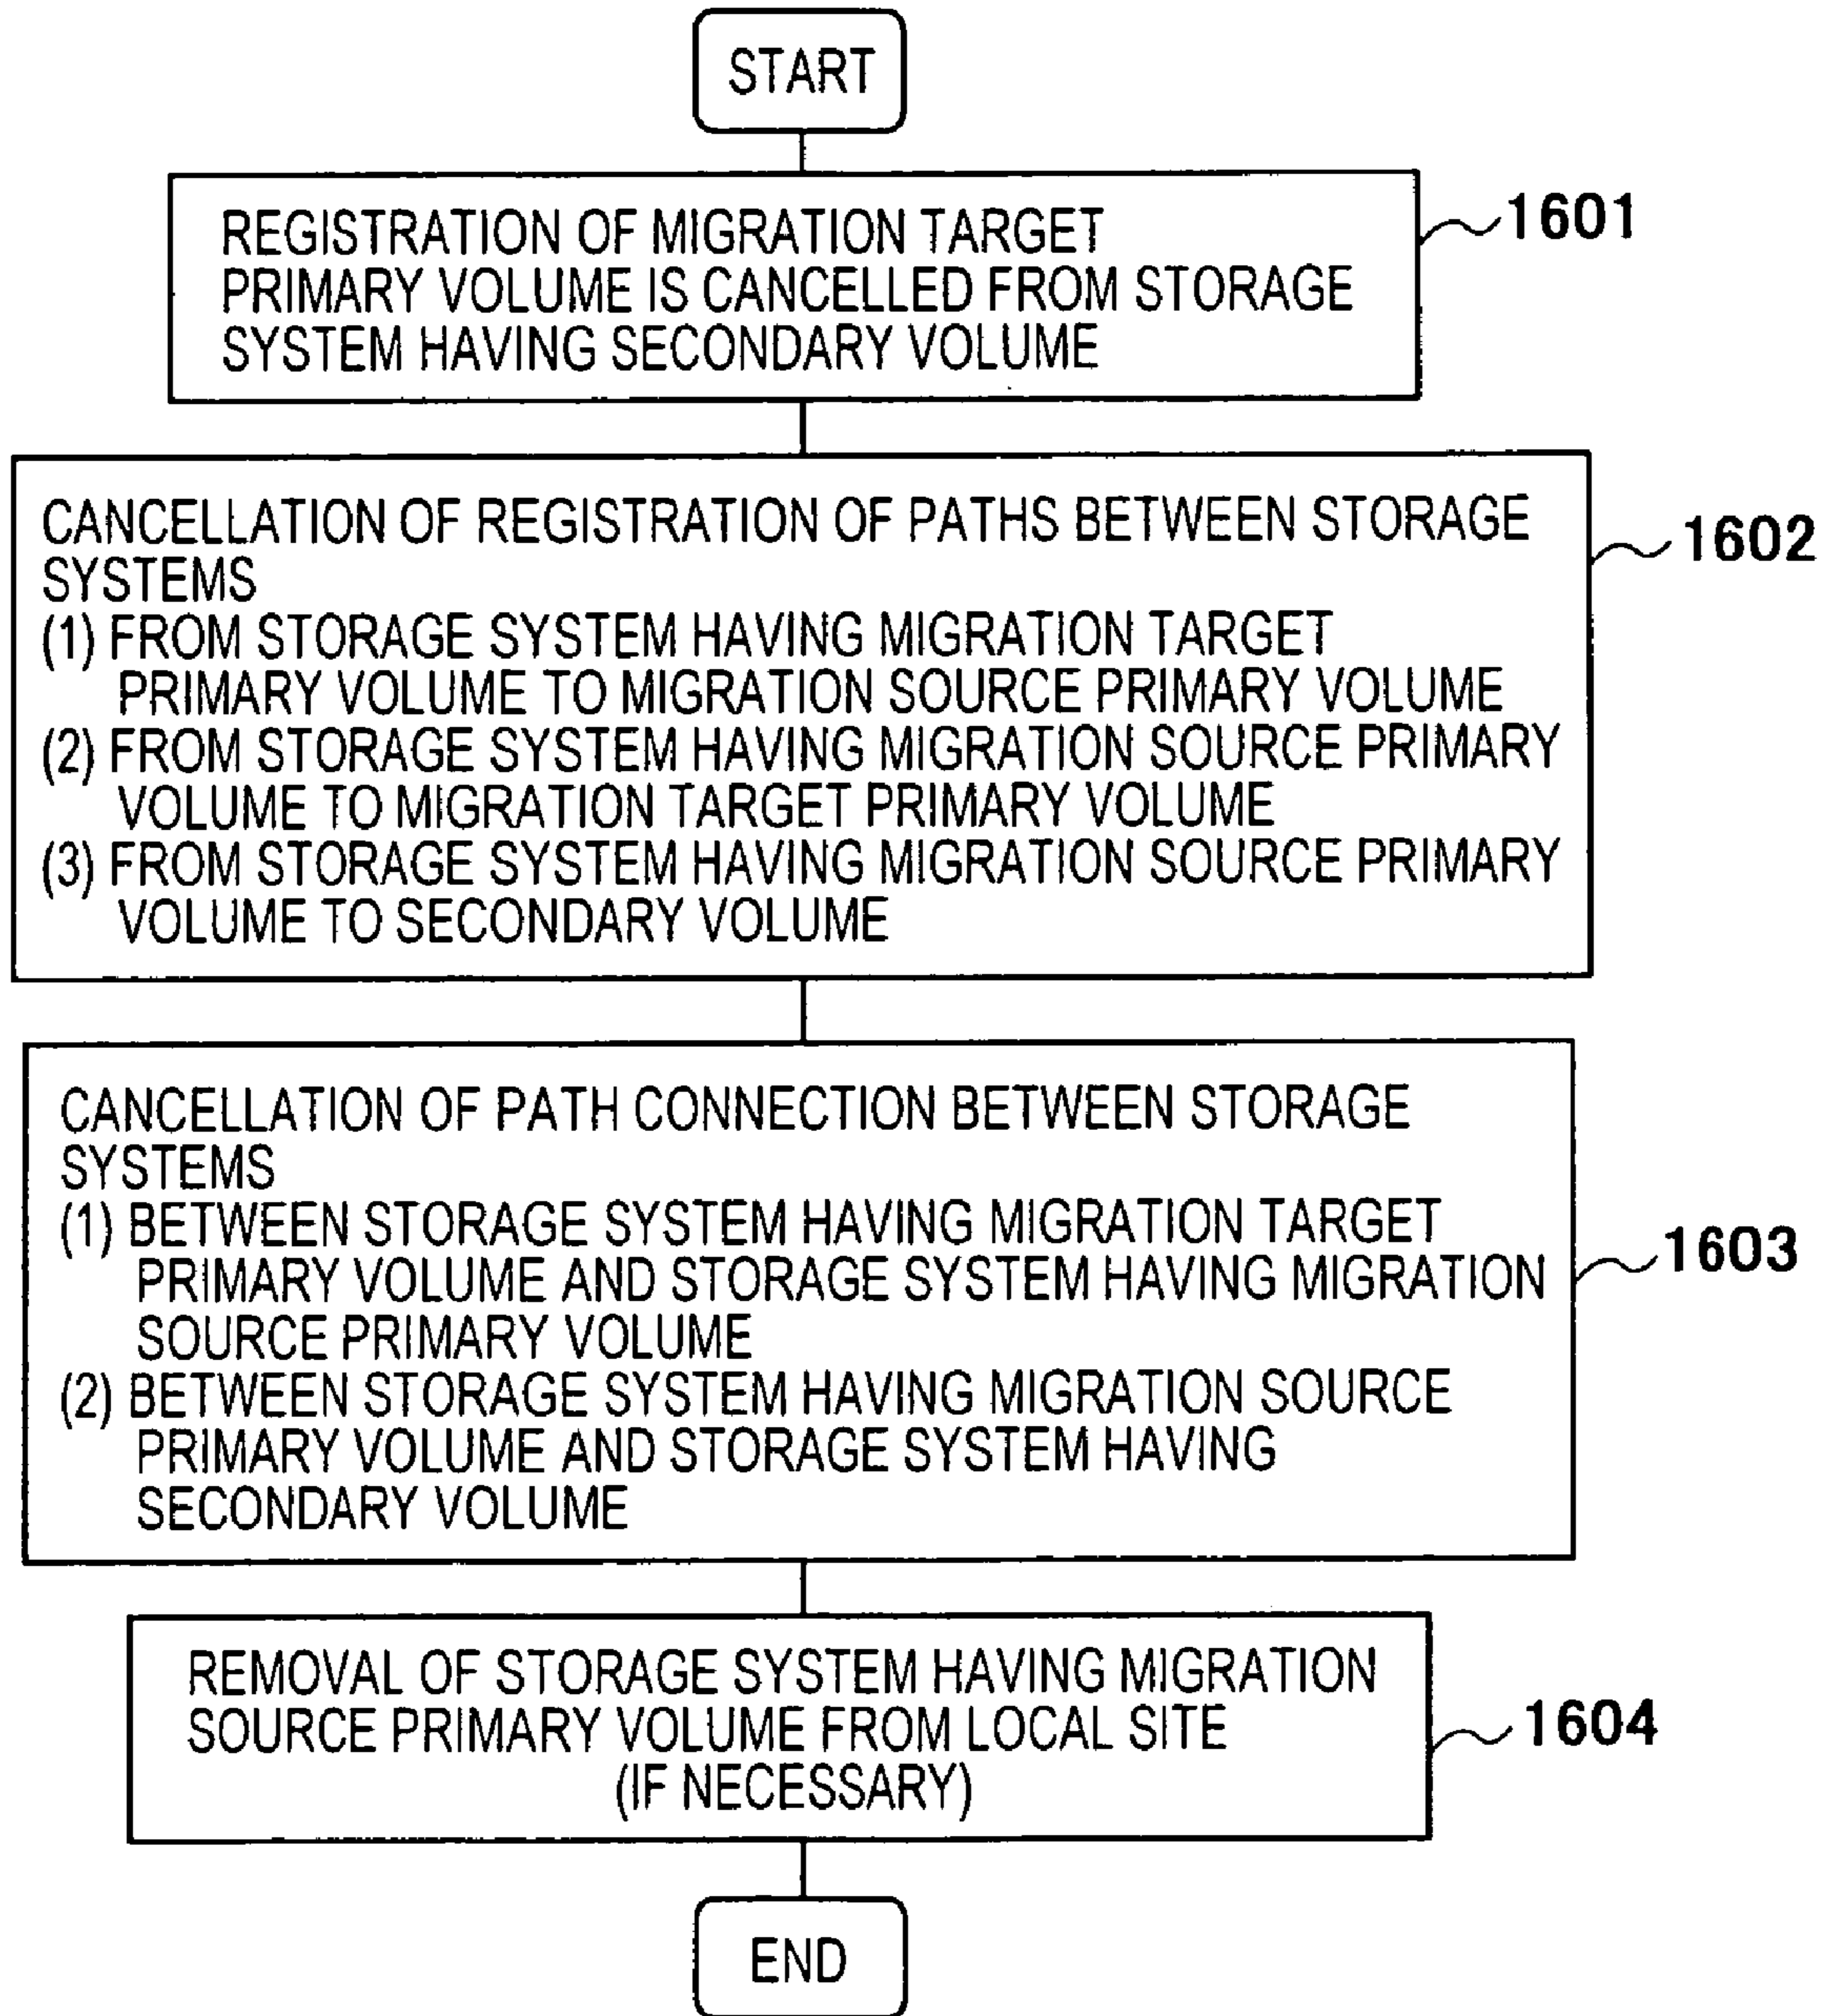 START
REGISTRATION OF MIGRATION TARGET
PRIMARY VOLUME IS CANCELLED FROM STORAGE
SYSTEM HAVING SECONDARY VOLUME
1601
CANCELLATION OF REGISTRATION OF PATHS BETWEEN STORAGE
SYSTEMS
(1) FROM STORAGE SYSTEM HAVING MIGRATION TARGET
PRIMARY VOLUME TO MIGRATION SOURCE PRIMARY VOLUME
(2) FROM STORAGE SYSTEM HAVING MIGRATION SOURCE PRIMARY
VOLUME TO MIGRATION TARGET PRIMARY VOLUME
(3) FROM STORAGE SYSTEM HAVING MIGRATION SOURCE PRIMARY
VOLUME TO SECONDARY VOLUME
1602
CANCELLATION OF PATH CONNECTION BETWEEN STORAGE
SYSTEMS
(1) BETWEEN STORAGE SYSTEM HAVING MIGRATION TARGET
PRIMARY VOLUME AND STORAGE SYSTEM HAVING MIGRATION
SOURCE PRIMARY VOLUME
(2) BETWEEN STORAGE SYSTEM HAVING MIGRATION SOURCE
PRIMARY VOLUME AND STORAGE SYSTEM HAVING
SECONDARY VOLUME
1603
REMOVAL OF STORAGE SYSTEM HAVING MIGRATION
SOURCE PRIMARY VOLUME FROM LOCAL SITE
(IF NECESSARY)
1604
END